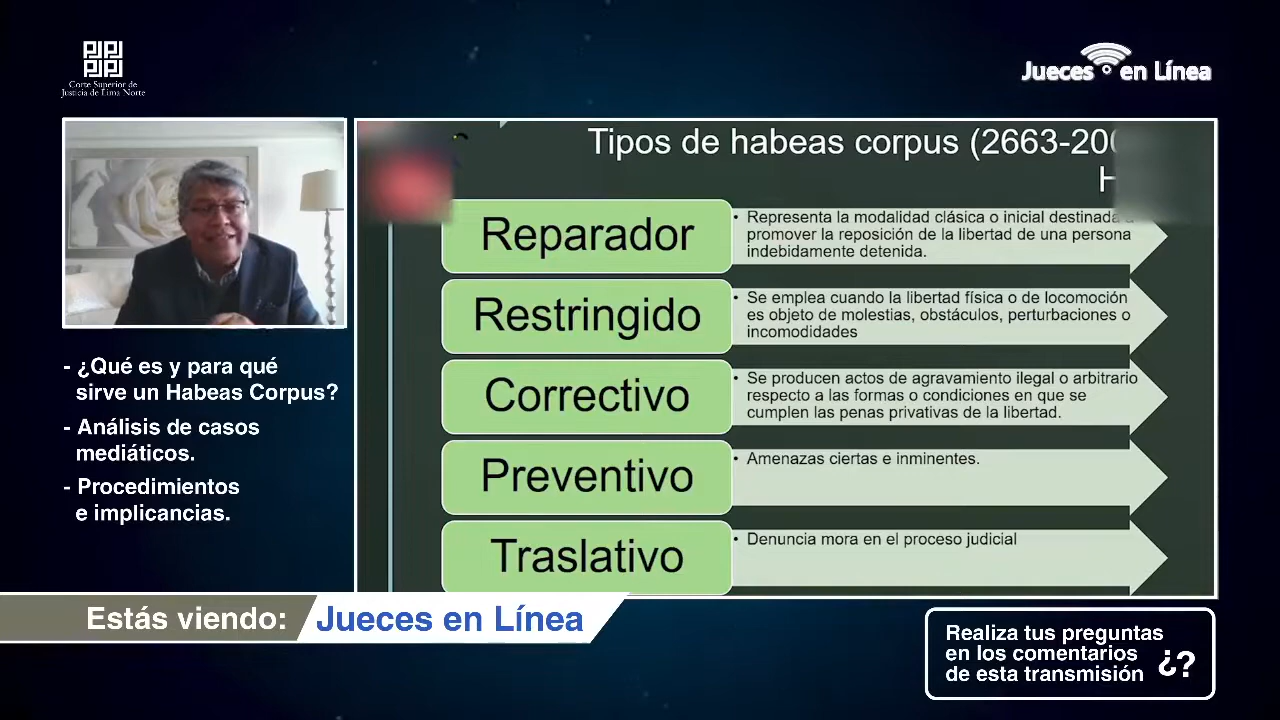 Corte Superior de
Justicia de Lima Norte
Jueces en Línea
Tipos de habeas corpus
Reparador
• Representa la modalidad clásica o inicial destinada a
promover la reposición de la libertad de una persona
indebidamente detenida.
Restringido
• Se emplea cuando la libertad física o de locomoción
es objeto de molestias, obstáculos, perturbaciones o
incomodidades
Correctivo
• Se producen actos de agravamiento ilegal o arbitrario
respecto a las formas o condiciones en que se
cumplen las penas privativas de la libertad.
Preventivo
• Amenazas ciertas e inminentes.
Traslativo
• Denuncia mora en el proceso judicial
- ¿Qué es y para qué
sirve un Habeas Corpus?
- Análisis de casos
mediáticos.
- Procedimientos
e implicancias.
Estás viendo: Jueces en Línea
Realiza tus preguntas
en los comentarios
de esta transmisión
¿?